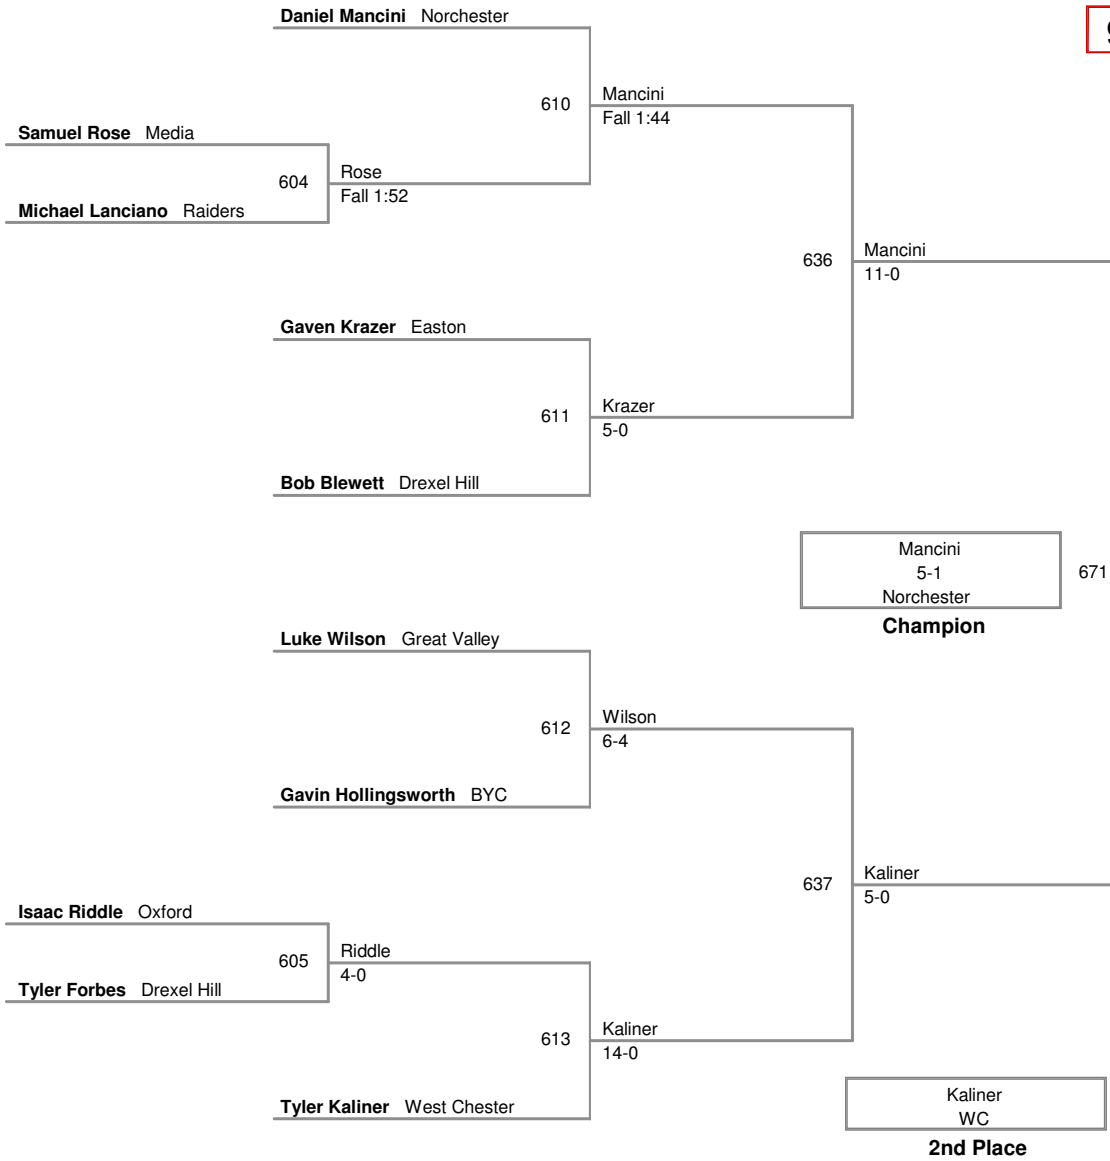 Daniel Mancini Norchester
610
Mancini
Fall 1:44
Samuel Rose Media
604
Rose
Fall 1:52
Michael Lanciano Raiders
636
Mancini
11-0
Gaven Krazer Easton
611
Krazer
5-0
Bob Blewett Drexel Hill
Mancini
5-1
Norchester
671
Champion
Luke Wilson Great Valley
612
Wilson
6-4
Gavin Hollingsworth BYC
637
Kaliner
5-0
Isaac Riddle Oxford
605
Riddle
4-0
Tyler Forbes Drexel Hill
613
Kaliner
14-0
Tyler Kaliner West Chester
Kaliner
WC
2nd Place